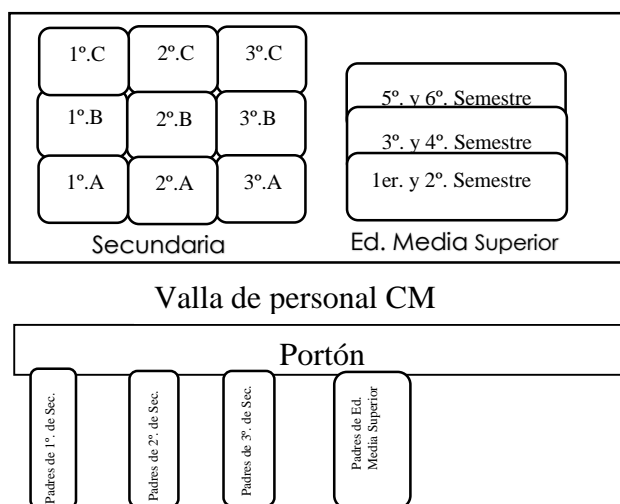 1º.C 2º.C 3º.C
1º.B 2º.B 3º.B
1º.A 2º.A 3º.A
Secundaria
5º. y 6º. Semestre
3º. y 4º. Semestre
1er. y 2º. Semestre
Ed. Media Superior
Valla de personal CM
Portón
Padres de 1º. de Sec.
Padres de 2º. de Sec.
Padres de 3º. de Sec.
Padres de Ed.
Media Superior